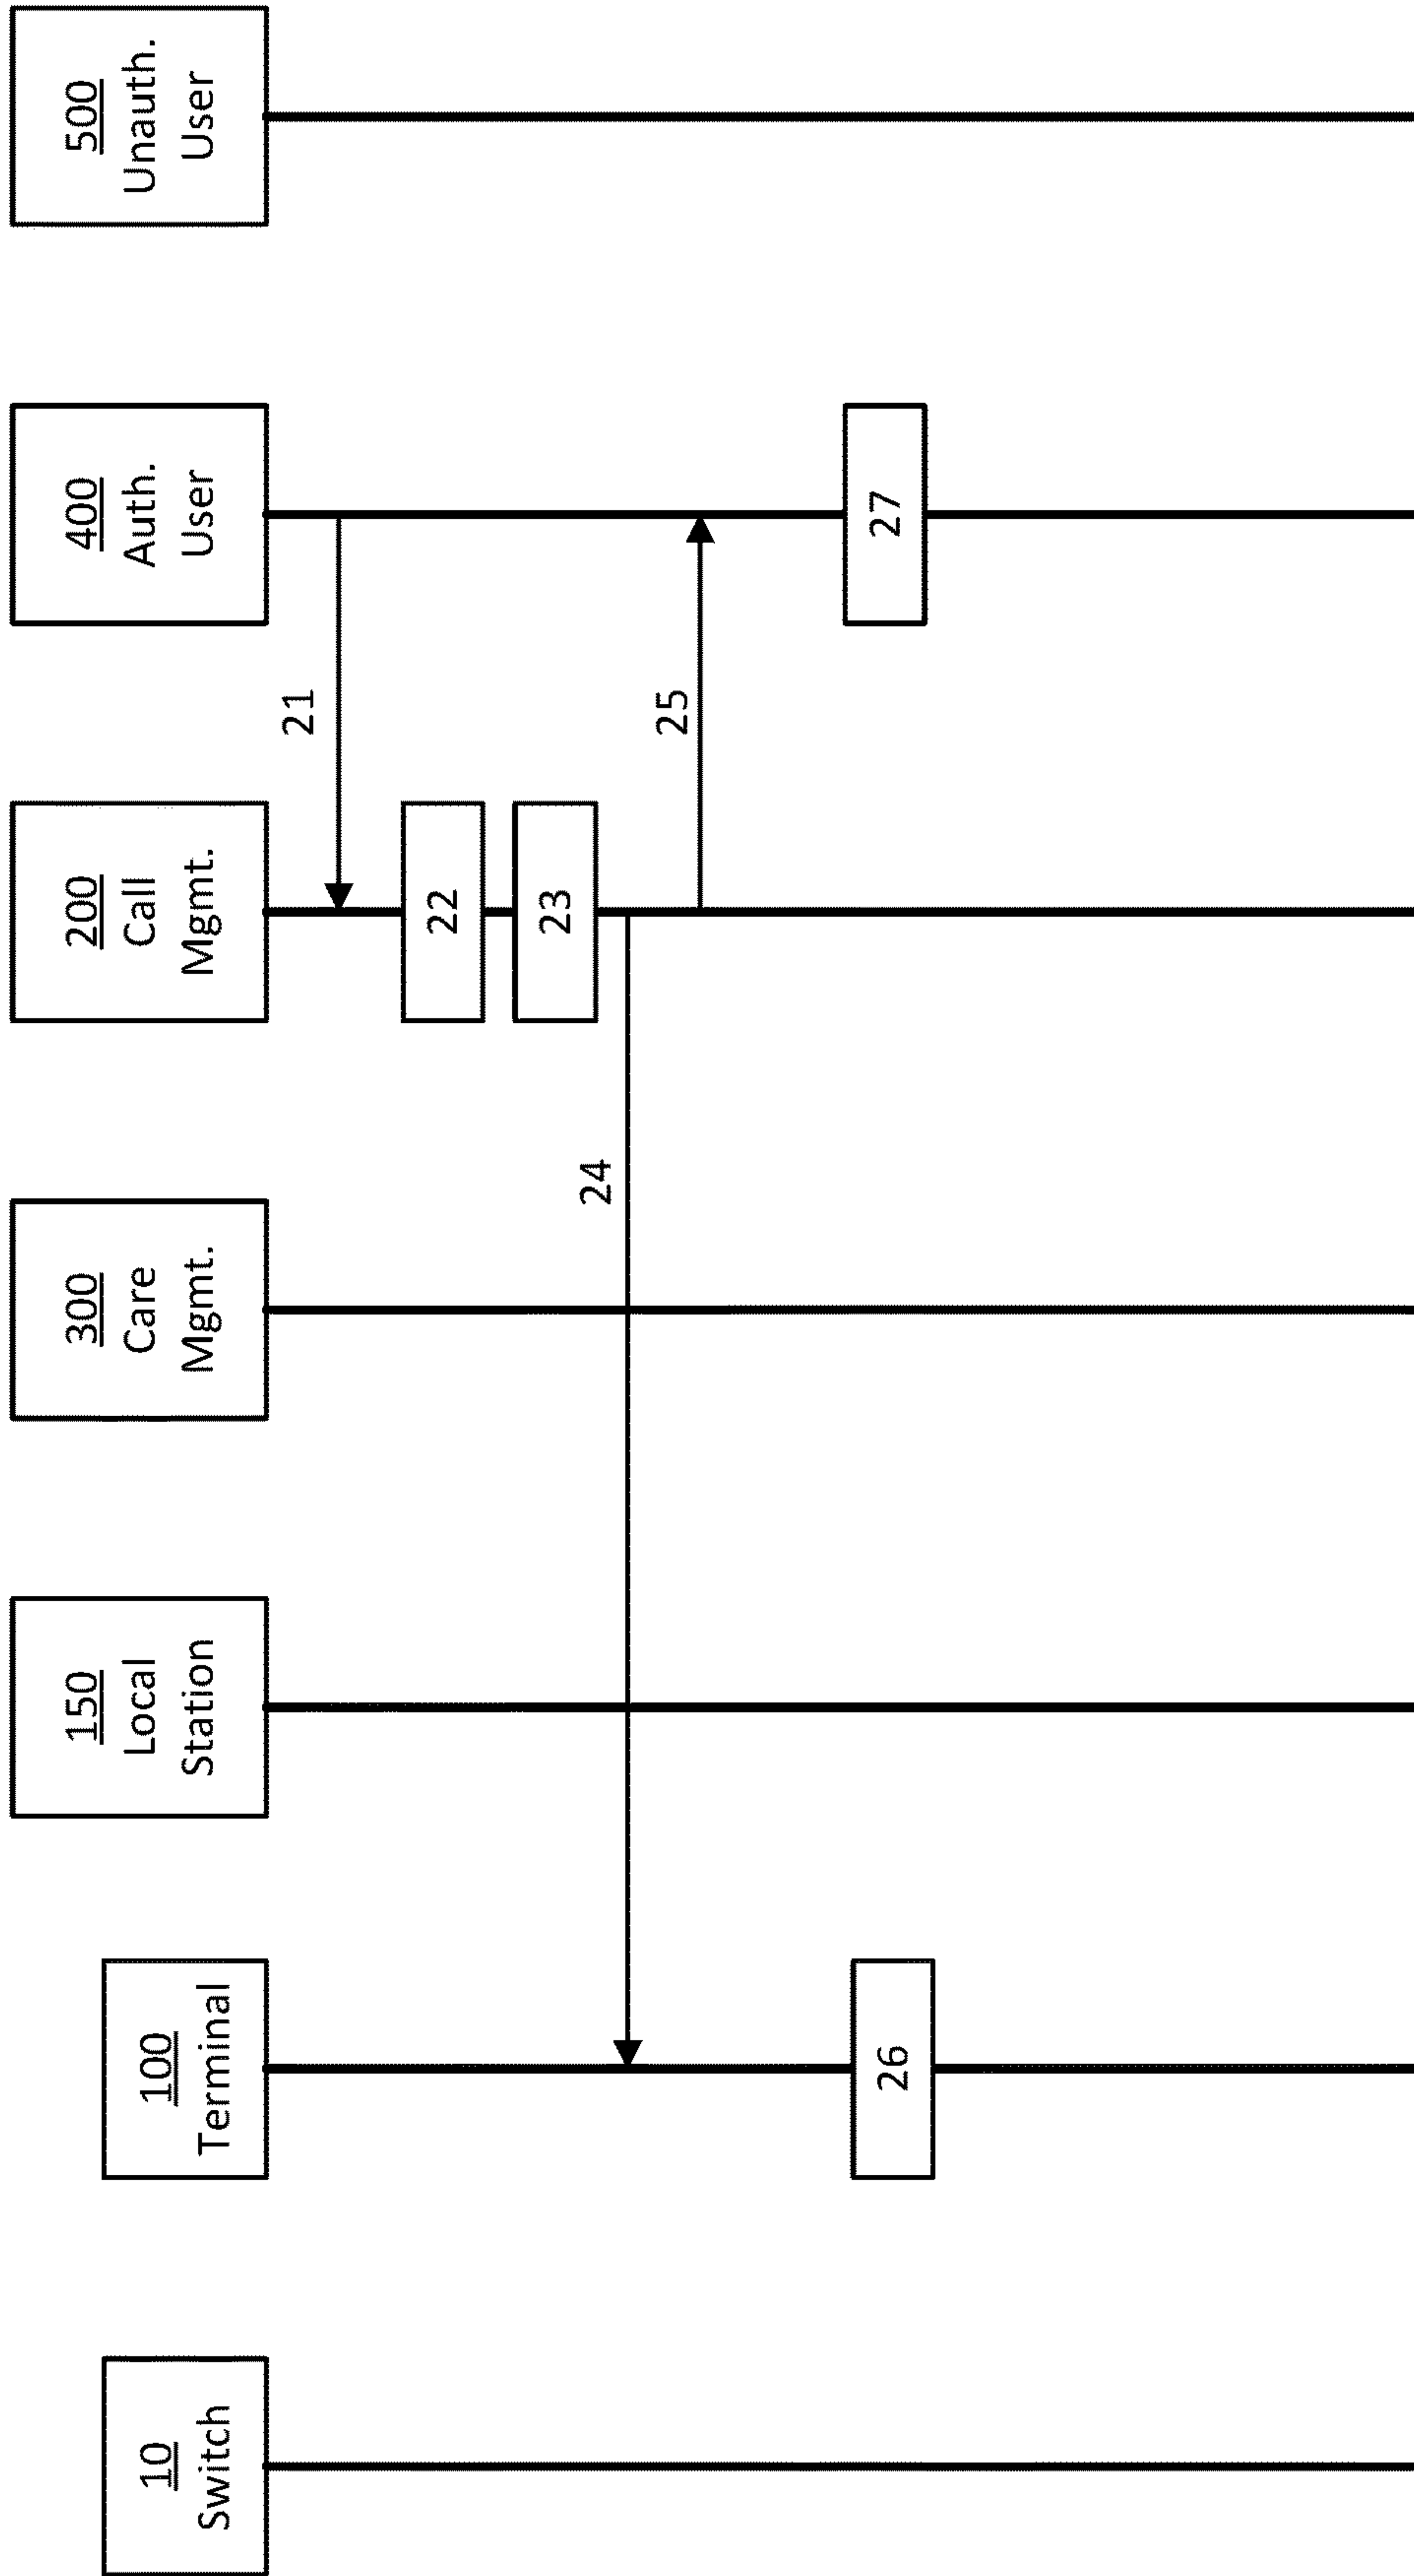 10
Switch
100
Terminal
150
Local
Station
300
Care
Mgmt.
200
Call
Mgmt.
400
Auth.
User
500
Unauth.
User
21
22
23
24
25
26
27